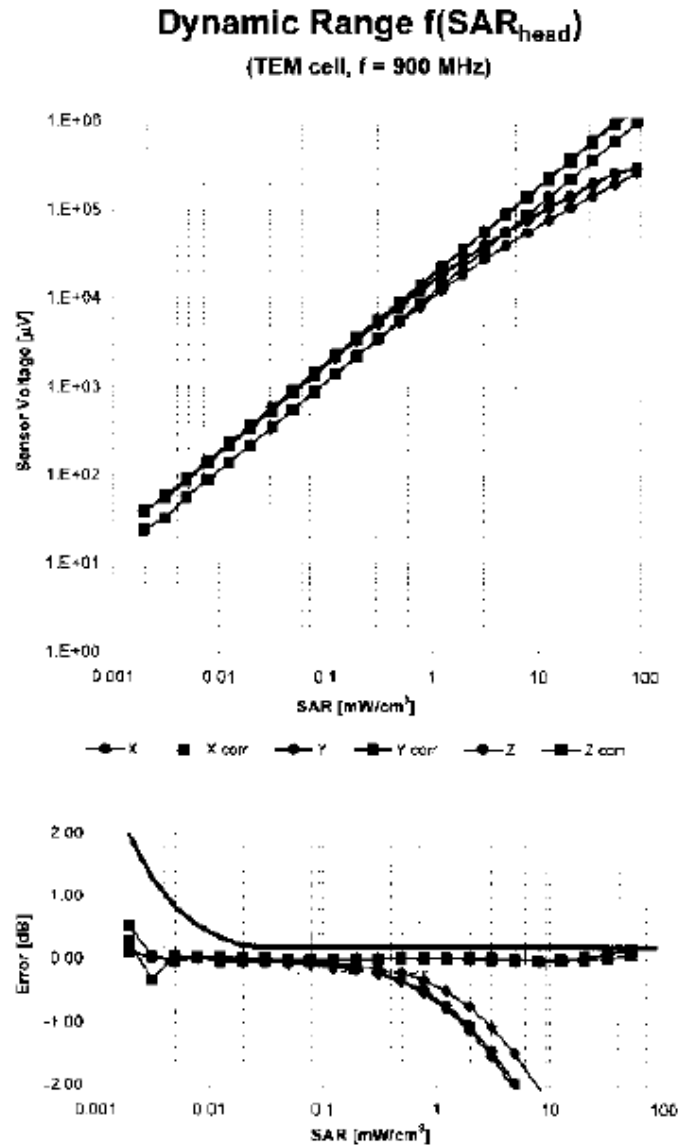 Dynamic Range f(SARhead)
(TEM cell, f = 900 MHz)
1.E+06
1.E+05
1.E+04
1.E+03
1.E+02
1.E+01
1.E+00
Sensor Voltage [µV]
0.001 0.01 0.1 1 10 100
SAR [mW/cm³]
X X corr Y Y corr Z Z corr
2.00
1.00
0.00
-1.00
-2.00
Error [dB]
0.001 0.01 0.1 1 10 100
SAR [mW/cm³]